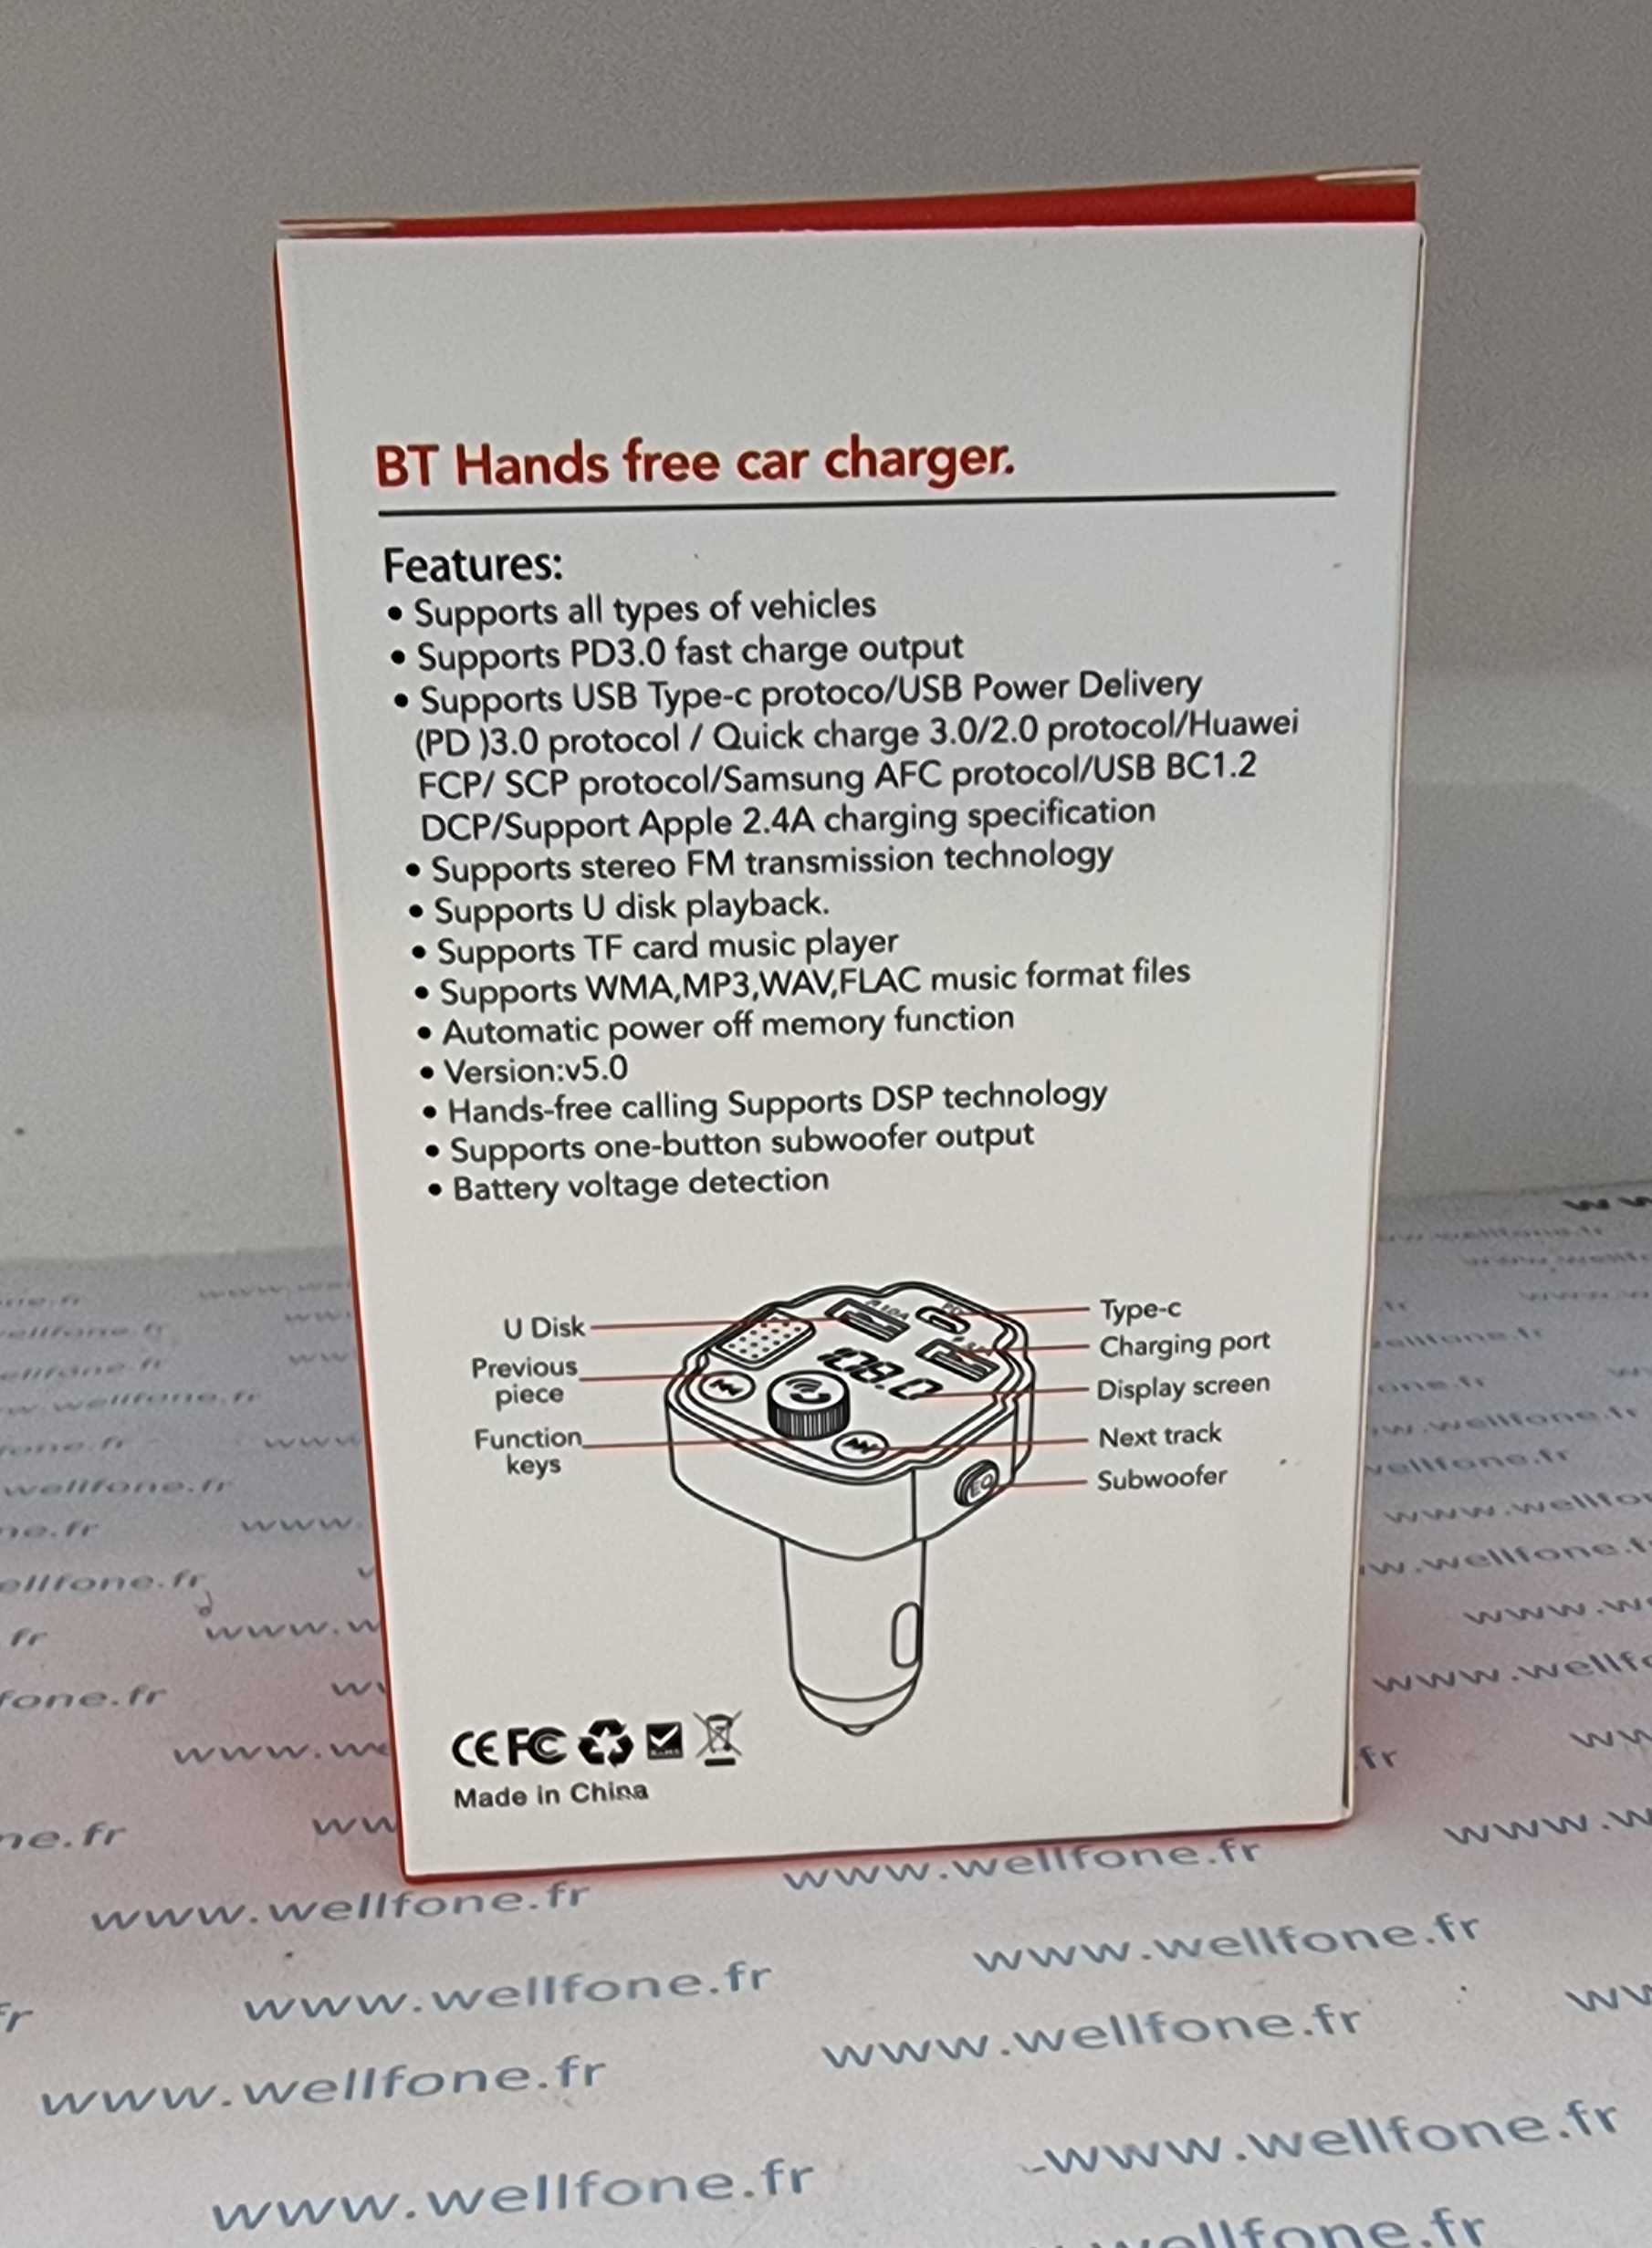 BT Hands free car charger.
Features:
• Supports all types of vehicles
• Supports PD3.0 fast charge output
• Supports USB Type-c protoco/USB Power Delivery
(PD )3.0 protocol / Quick charge 3.0/2.0 protocol/Huawei
FCP/ SCP protocol/Samsung AFC protocol/USB BC1.2
DCP/Support Apple 2.4A charging specification
• Supports stereo FM transmission technology
• Supports U disk playback.
• Supports TF card music player
• Supports WMA,MP3,WAV,FLAC music format files
• Automatic power off memory function
• Version:v5.0
• Hands-free calling Supports DSP technology
• Supports one-button subwoofer output
• Battery voltage detection
U Disk
Previous
piece
Function
keys
108.0
EQ
Type-c
Charging port
Display screen
Next track
Subwoofer
CE FC
Made in China
www.wellfone.fr
www.wellfone.fr
www.wellfone.fr
www.wellfone.fr
www.wellfone.fr
www.wellfone.fr
www.wellfone.fr
www.wellfone.fr